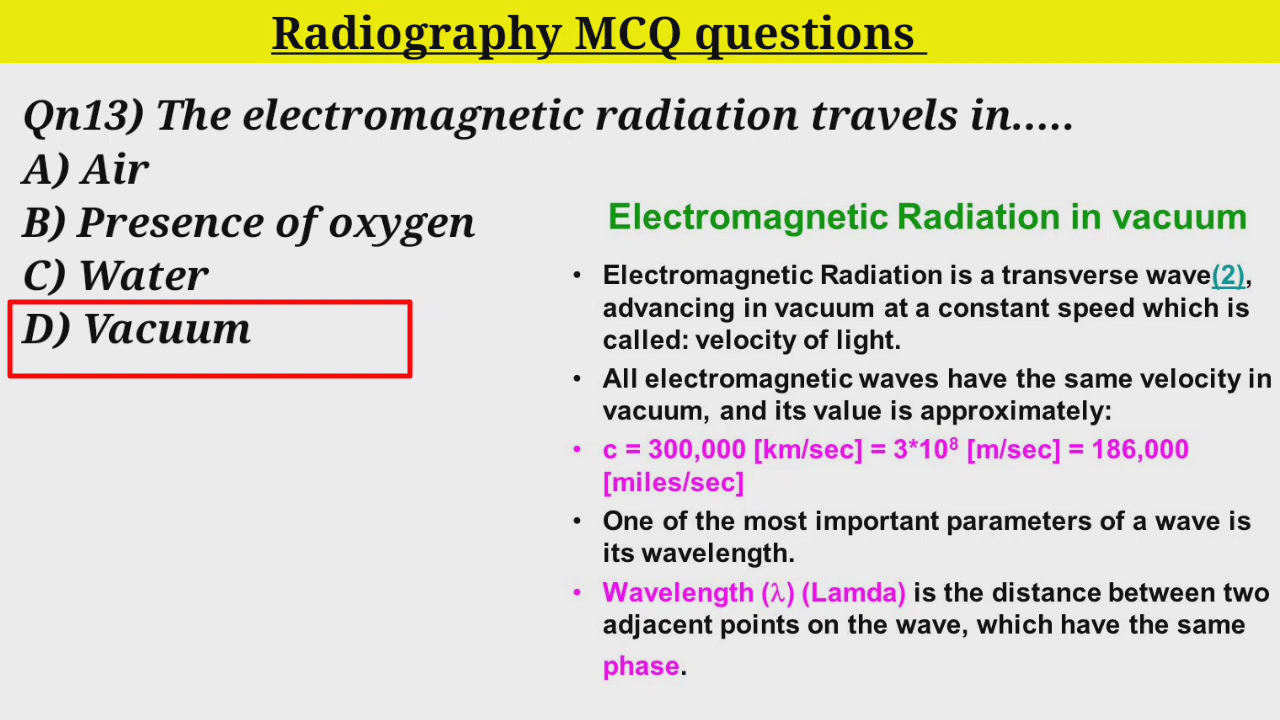 Radiography MCQ questions
Qn13) The electromagnetic radiation travels in.....
A) Air
B) Presence of oxygen
C) Water
D) Vacuum
Electromagnetic Radiation in vacuum
• Electromagnetic Radiation is a transverse wave(2),
advancing in vacuum at a constant speed which is
called: velocity of light.
• All electromagnetic waves have the same velocity in
vacuum, and its value is approximately:
• c = 300,000 [km/sec] = 3*10⁸ [m/sec] = 186,000
[miles/sec]
• One of the most important parameters of a wave is
its wavelength.
• Wavelength (λ) (Lamda) is the distance between two
adjacent points on the wave, which have the same
phase.